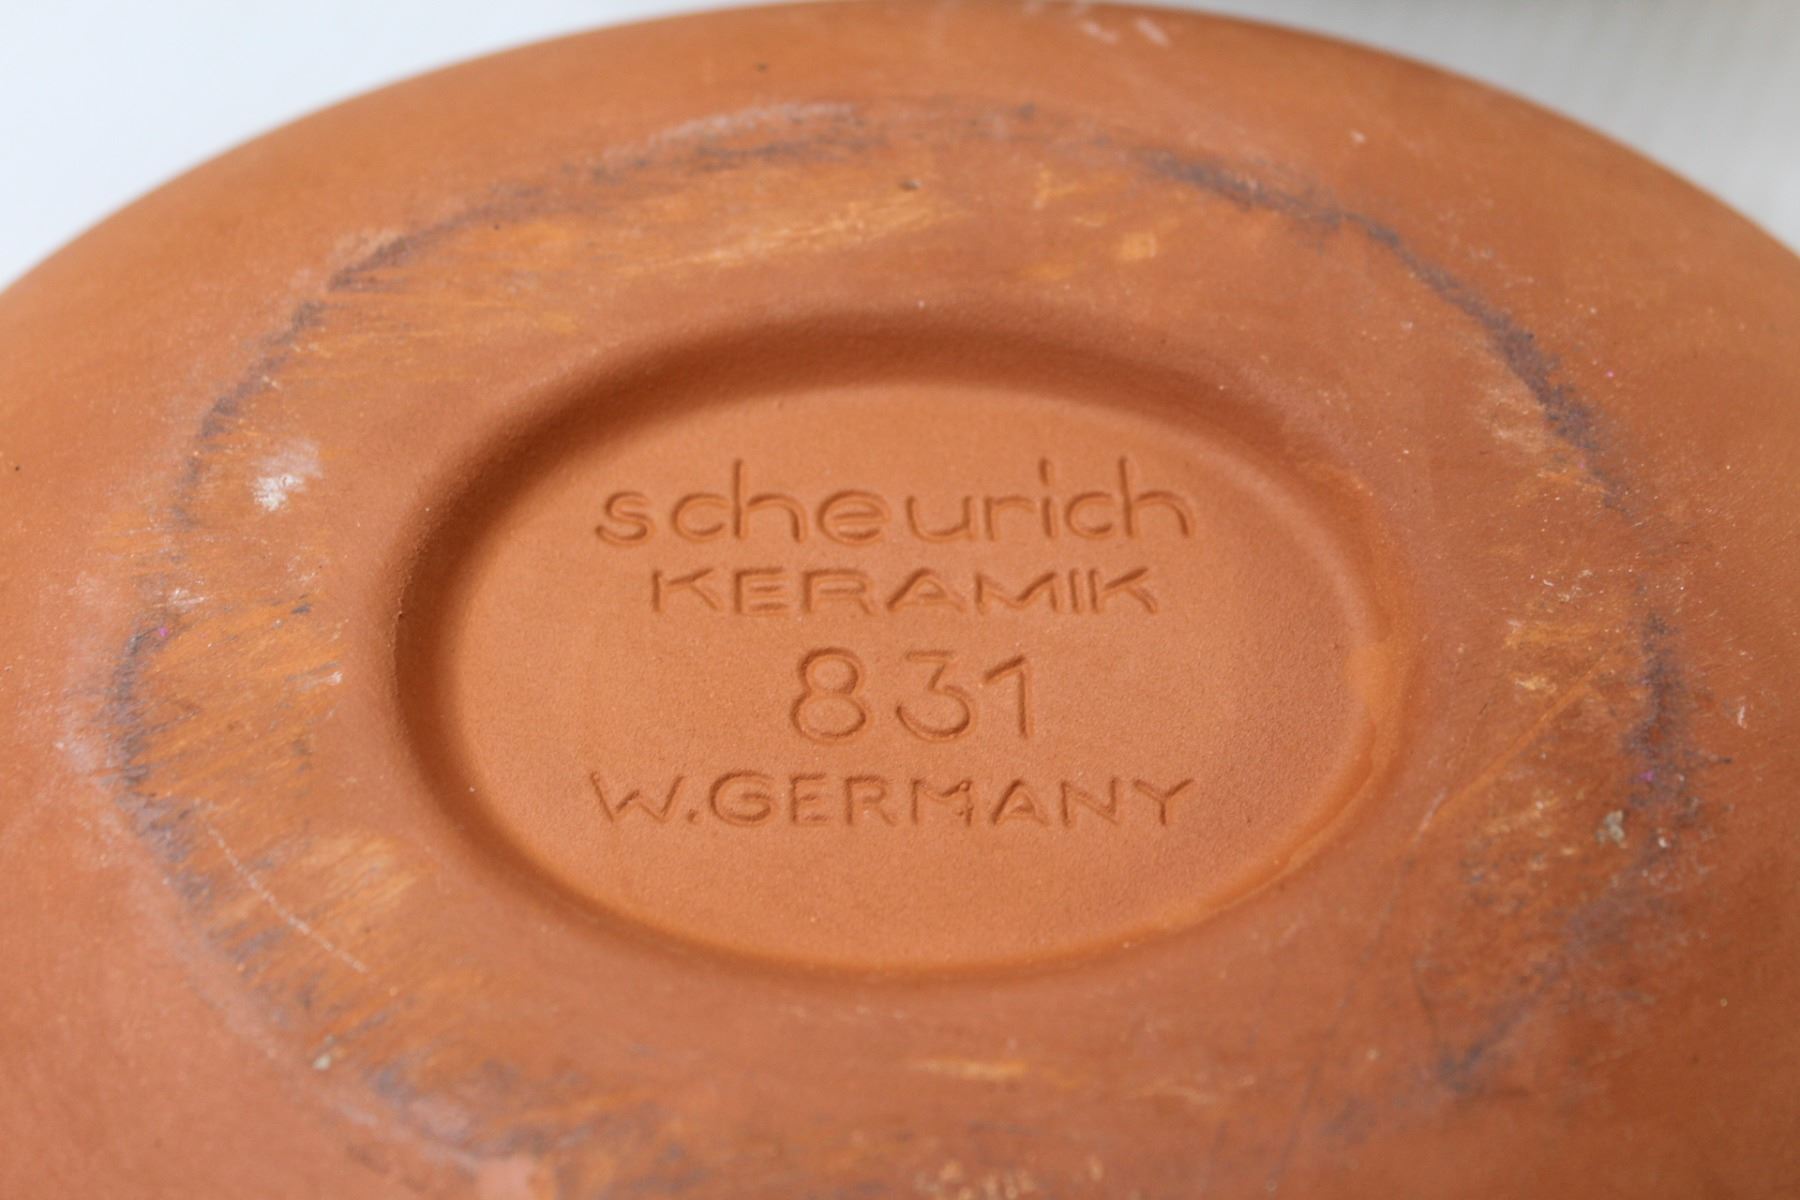 scheurich
KERAMIK
831
W.GERMANY